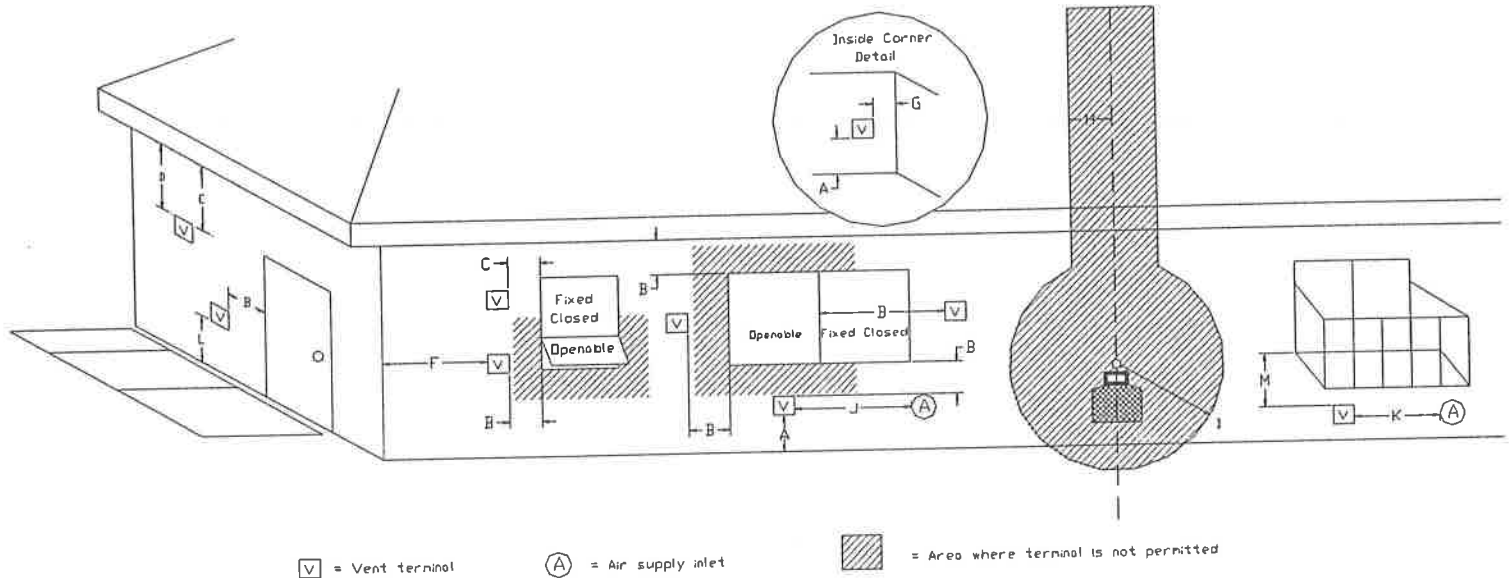 Inside Corner
Detail
G
V
A
H
D
E
V
C
V
Fixed
Closed
Openable
B
V
B
Openable
Fixed Closed
B
V
B
V
B
L
F
V
B
B
V
J
A
A
I
M
V
K
A
V = Vent terminal
A = Air supply inlet
= Area where terminal is not permitted